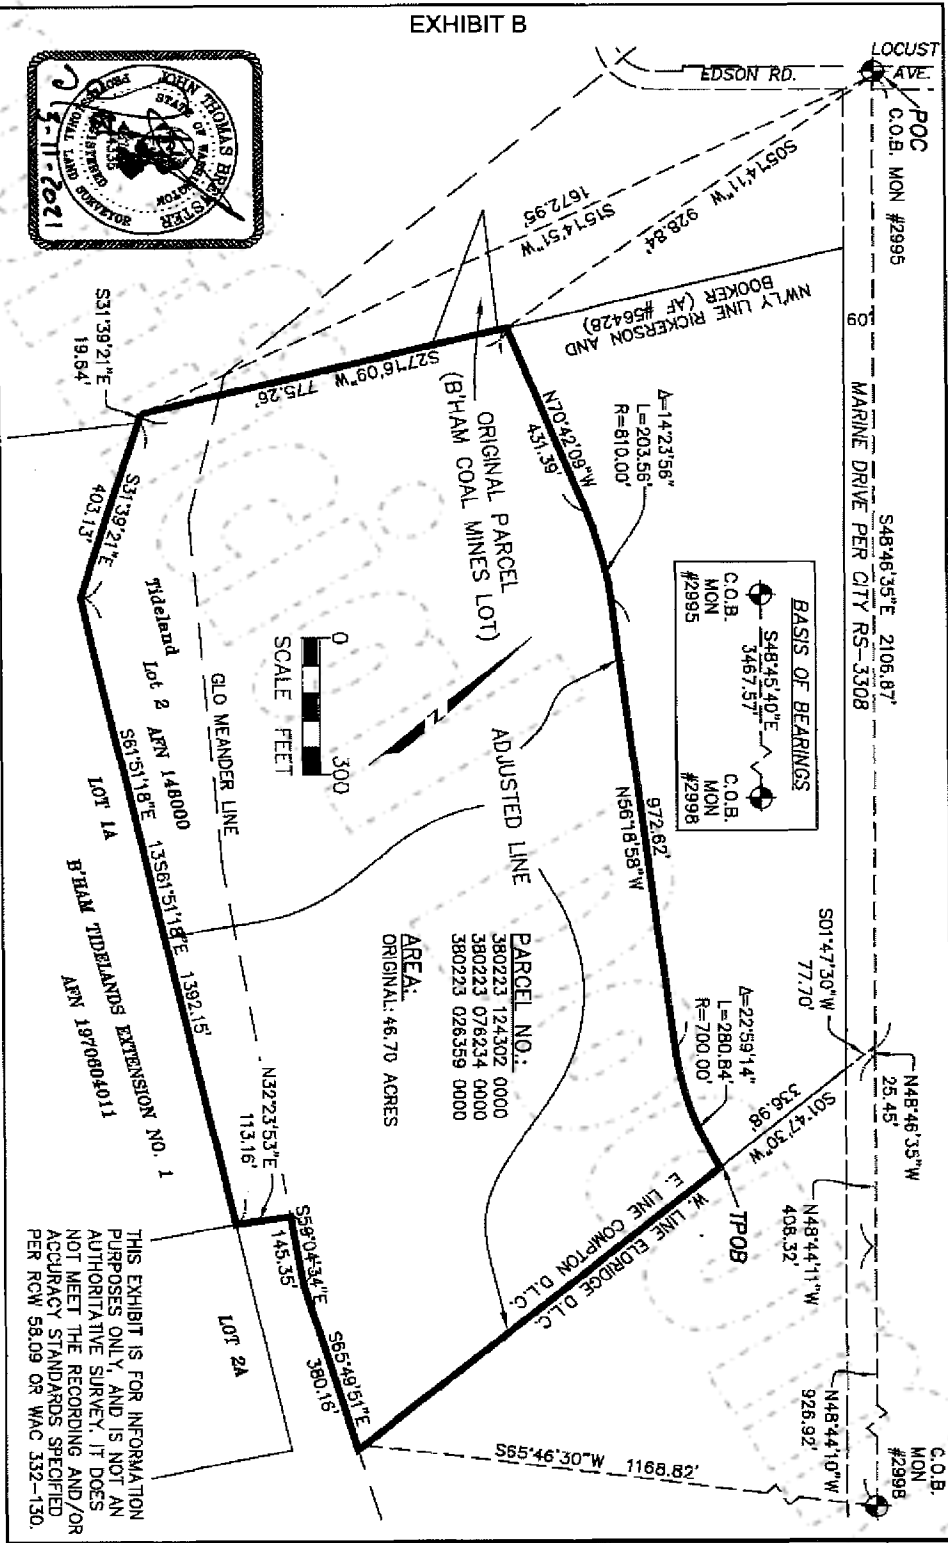 EXHIBIT B
LOCUST
AVE.
EDSON RD.
POC
C.O.B. MON #2995
S48°46'35"E 2106.87'
60'
MARINE DRIVE PER CITY RS-3308
S05°14'11"W
928.84'
S15°14'51"W
1672.95'
NW'LY LINE RICKERSON AND
BOOKER (AF #56428)
BASIS OF BEARINGS
S48°45'40"E
3467.57'
C.O.B.
MON
#2995
C.O.B.
MON
#2998
S01°47'30"W
77.70'
N48°46'35"W
25.45'
N48°44'11"W
408.32'
N48°44'10"W
926.92'
C.O.B.
MON
#2998
S01°47'30"W
336.98'
TPOB
Δ=14°23'56"
L=203.56'
R=810.00'
N70°42'09"W
431.39'
972.62'
N56°18'58"W
Δ=22°59'14"
L=280.84'
R=700.00'
W. LINE ELDRIDGE D.L.C.
E. LINE COMPTON D.L.C.
S65°46'30"W 1168.82'
ORIGINAL PARCEL
(B'HAM COAL MINES LOT)
ADJUSTED LINE
N
0 300
SCALE FEET
PARCEL NO.:
380223 124302 0000
380223 076234 0000
380223 026359 0000
AREA:
ORIGINAL: 46.70 ACRES
S27°16'09"W
775.26'
S31°39'21"E
19.64'
S31°39'21"E
403.13'
GLO MEANDER LINE
Tideland
Lot 2 AFN 148000
S61°51'18"E 13S61°51'18"E 1392.15'
LOT 1A
B'HAM TIDELANDS EXTENSION NO. 1
AFN 1970804011
N32°23'53"E
113.16'
S59°04'34"E
145.35'
S65°49'51"E
380.16'
LOT 2A
JOHN THOMAS BREWSTER
STATE OF WASHINGTON
REGISTERED
PROFESSIONAL LAND SURVEYOR
3-11-2021
THIS EXHIBIT IS FOR INFORMATION
PURPOSES ONLY, AND IS NOT AN
AUTHORITATIVE SURVEY. IT DOES
NOT MEET THE RECORDING AND/OR
ACCURACY STANDARDS SPECIFIED
PER RCW 58.09 OR WAC 332-130.